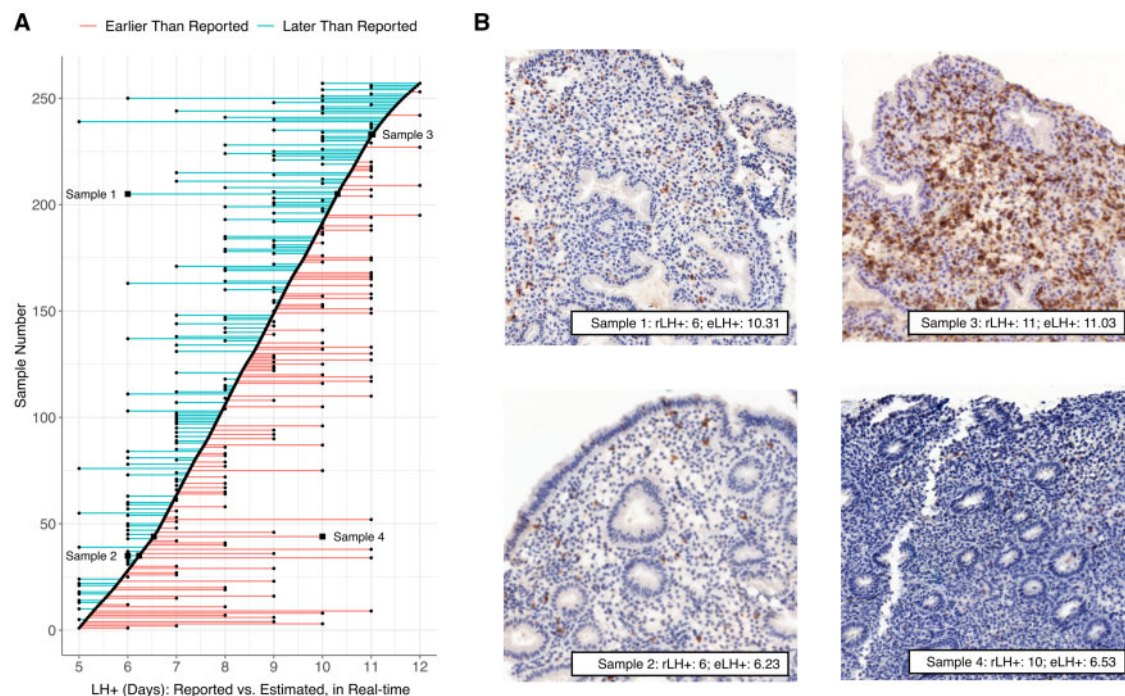 A
Earlier Than Reported
Later Than Reported
250
200
150
100
50
0
Sample Number
Sample 3
Sample 1
Sample 4
Sample 2
5 6 7 8 9 10 11 12
LH+ (Days): Reported vs. Estimated, in Real-time
B
Sample 1: rLH+: 6; eLH+: 10.31
Sample 3: rLH+: 11; eLH+: 11.03
Sample 2: rLH+: 6; eLH+: 6.23
Sample 4: rLH+: 10; eLH+: 6.53